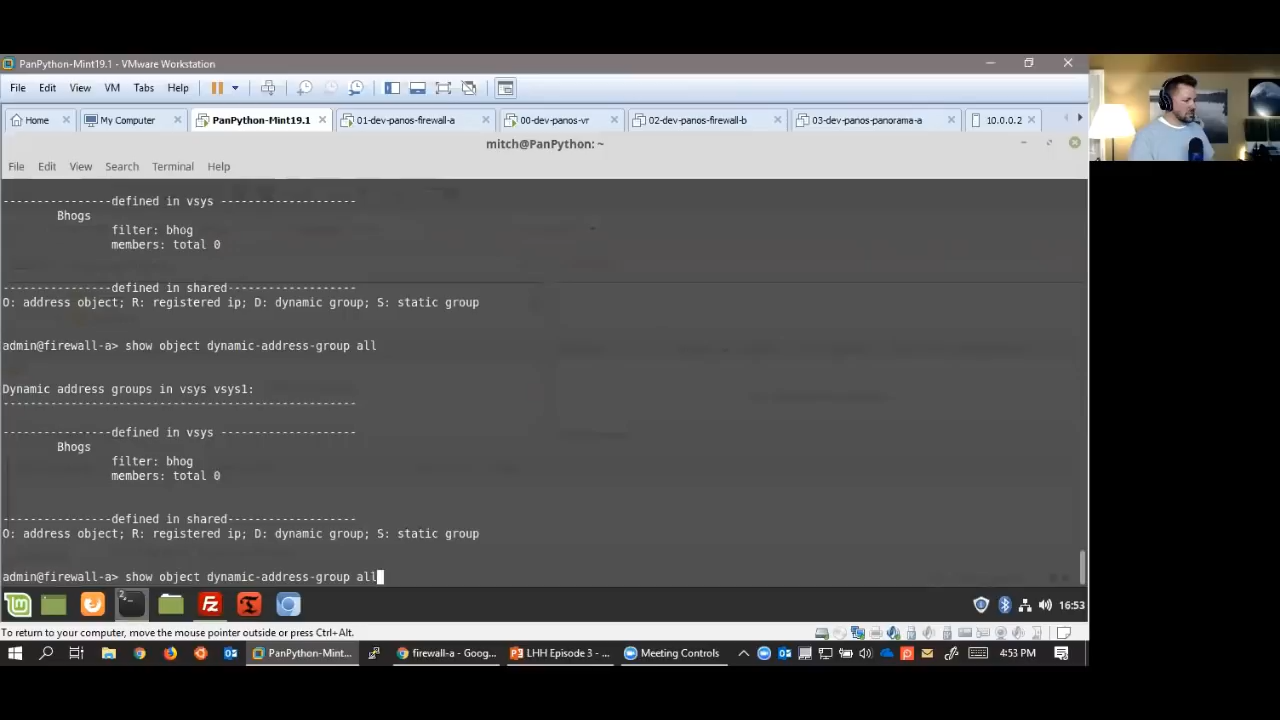 PanPython-Mint19.1 - VMware Workstation
File Edit View VM Tabs Help
Home My Computer PanPython-Mint19.1 01-dev-panos-firewall-a 00-dev-panos-vr 02-dev-panos-firewall-b 03-dev-panos-panorama-a 10.0.0.2
mitch@PanPython: ~
File Edit View Search Terminal Help
----------------defined in vsys --------------------
Bhogs
filter: bhog
members: total 0
----------------defined in shared-------------------
O: address object; R: registered ip; D: dynamic group; S: static group
admin@firewall-a> show object dynamic-address-group all
Dynamic address groups in vsys vsys1:
----------------------------------------------------
----------------defined in vsys --------------------
Bhogs
filter: bhog
members: total 0
----------------defined in shared-------------------
O: address object; R: registered ip; D: dynamic group; S: static group
admin@firewall-a> show object dynamic-address-group all
16:53
To return to your computer, move the mouse pointer outside or press Ctrl+Alt.
PanPython-Mint... firewall-a - Goog... LHH Episode 3 - ... Meeting Controls 4:53 PM